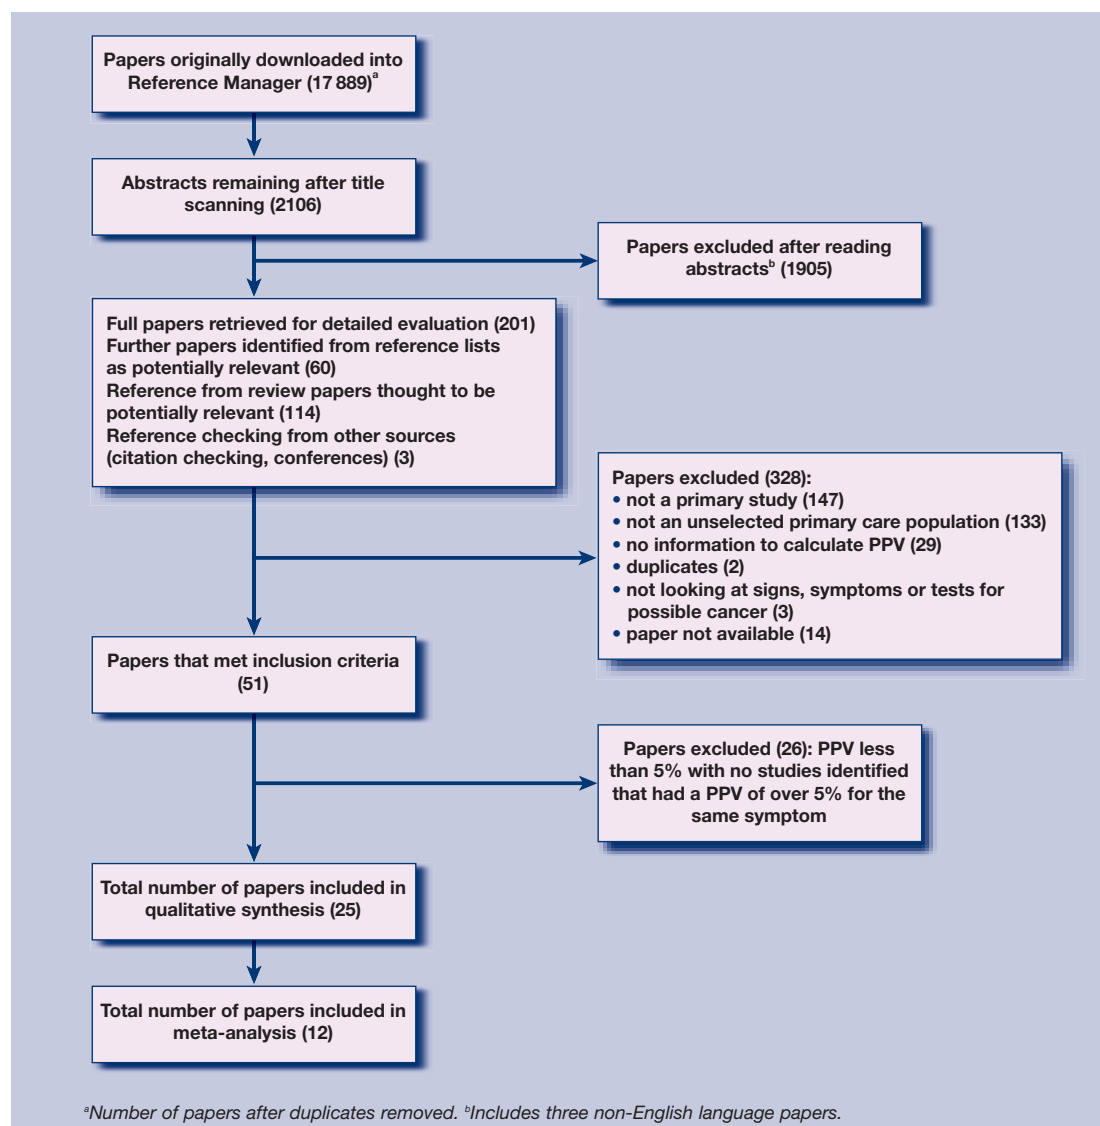 Papers originally downloaded into
Reference Manager (17 889)a
Abstracts remaining after title
scanning (2106)
Papers excluded after reading
abstractsb (1905)
Full papers retrieved for detailed evaluation (201)
Further papers identified from reference lists
as potentially relevant (60)
Reference from review papers thought to be
potentially relevant (114)
Reference checking from other sources
(citation checking, conferences) (3)
Papers excluded (328):
• not a primary study (147)
• not an unselected primary care population (133)
• no information to calculate PPV (29)
• duplicates (2)
• not looking at signs, symptoms or tests for
possible cancer (3)
• paper not available (14)
Papers that met inclusion criteria
(51)
Papers excluded (26): PPV less
than 5% with no studies identified
that had a PPV of over 5% for the
same symptom
Total number of papers included in
qualitative synthesis (25)
Total number of papers included in
meta-analysis (12)
aNumber of papers after duplicates removed. bIncludes three non-English language papers.